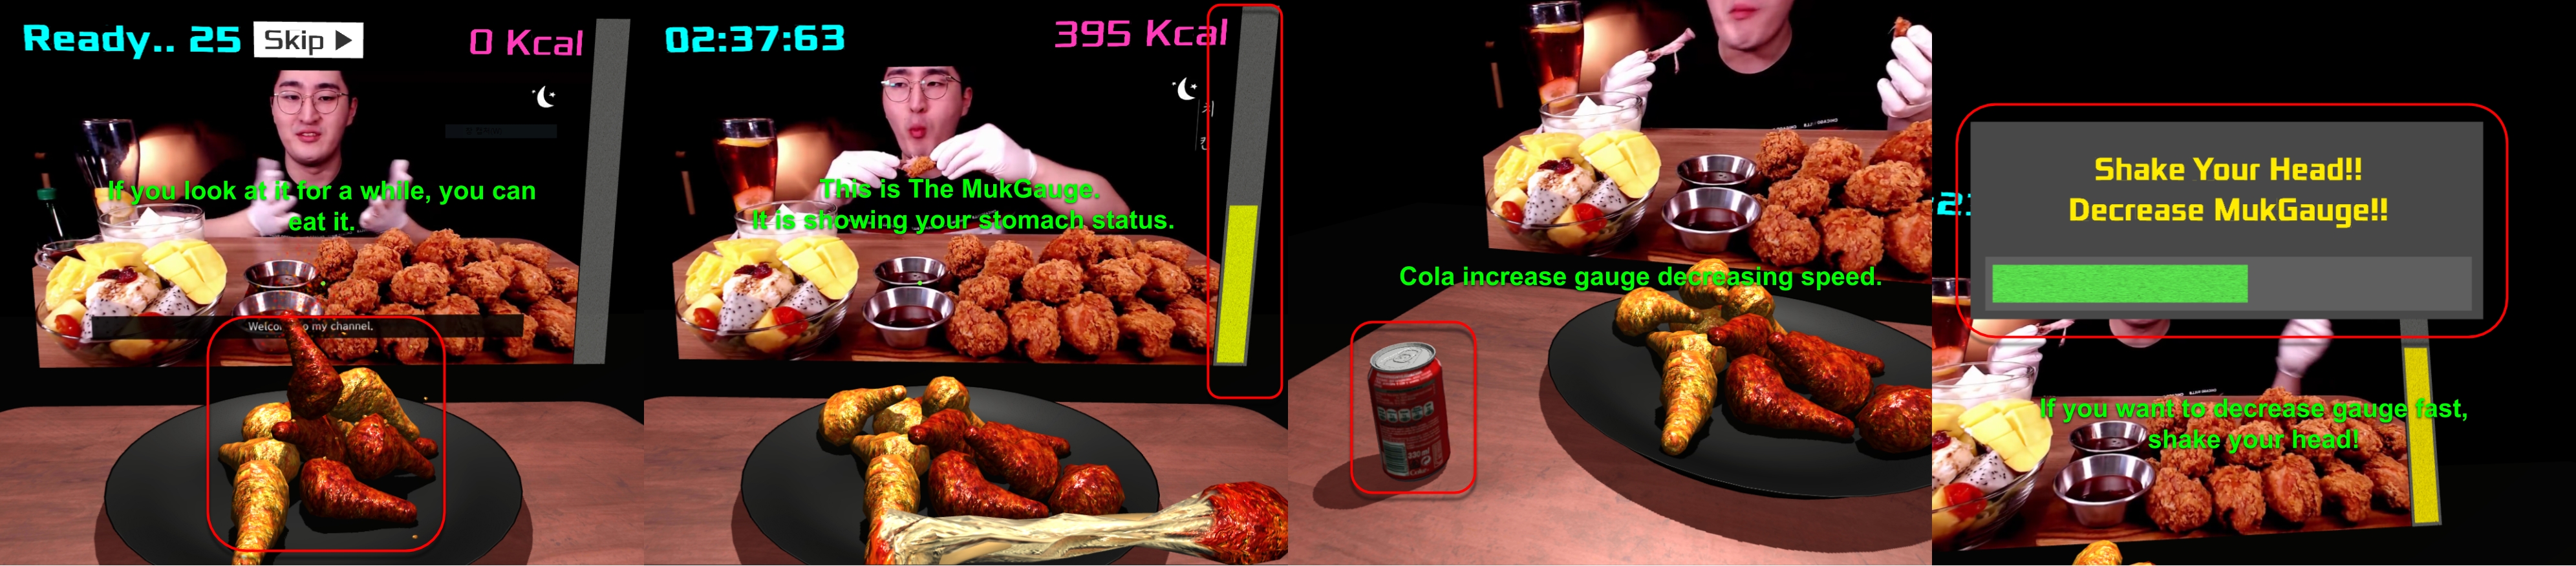 Ready.. 25
Skip ▶
0 Kcal
If you look at it for a while, you can
eat it.
my channel.
02:37:63
395 Kcal
This is The MukGauge.
It is showing your stomach status.
Cola increase gauge decreasing speed.
Shake Your Head!!
Decrease MukGauge!!
If you want to decrease gauge fast,
shake your head!